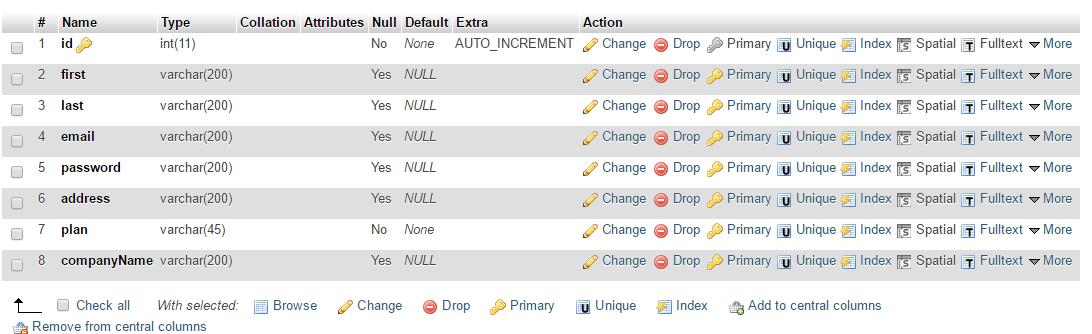 # Name Type Collation Attributes Null Default Extra Action
1 id int(11) No None AUTO_INCREMENT Change Drop Primary Unique Index Spatial Fulltext More
2 first varchar(200) Yes NULL Change Drop Primary Unique Index Spatial Fulltext More
3 last varchar(200) Yes NULL Change Drop Primary Unique Index Spatial Fulltext More
4 email varchar(200) Yes NULL Change Drop Primary Unique Index Spatial Fulltext More
5 password varchar(200) Yes NULL Change Drop Primary Unique Index Spatial Fulltext More
6 address varchar(200) Yes NULL Change Drop Primary Unique Index Spatial Fulltext More
7 plan varchar(45) No None Change Drop Primary Unique Index Spatial Fulltext More
8 companyName varchar(200) Yes NULL Change Drop Primary Unique Index Spatial Fulltext More
Check all With selected: Browse Change Drop Primary Unique Index Add to central columns
Remove from central columns